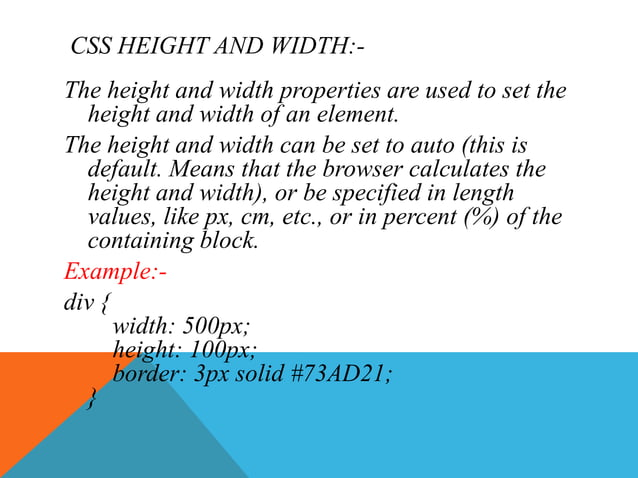 CSS HEIGHT AND WIDTH:-
The height and width properties are used to set the
height and width of an element.
The height and width can be set to auto (this is
default. Means that the browser calculates the
height and width), or be specified in length
values, like px, cm, etc., or in percent (%) of the
containing block.
Example:-
div {
width: 500px;
height: 100px;
border: 3px solid #73AD21;
}